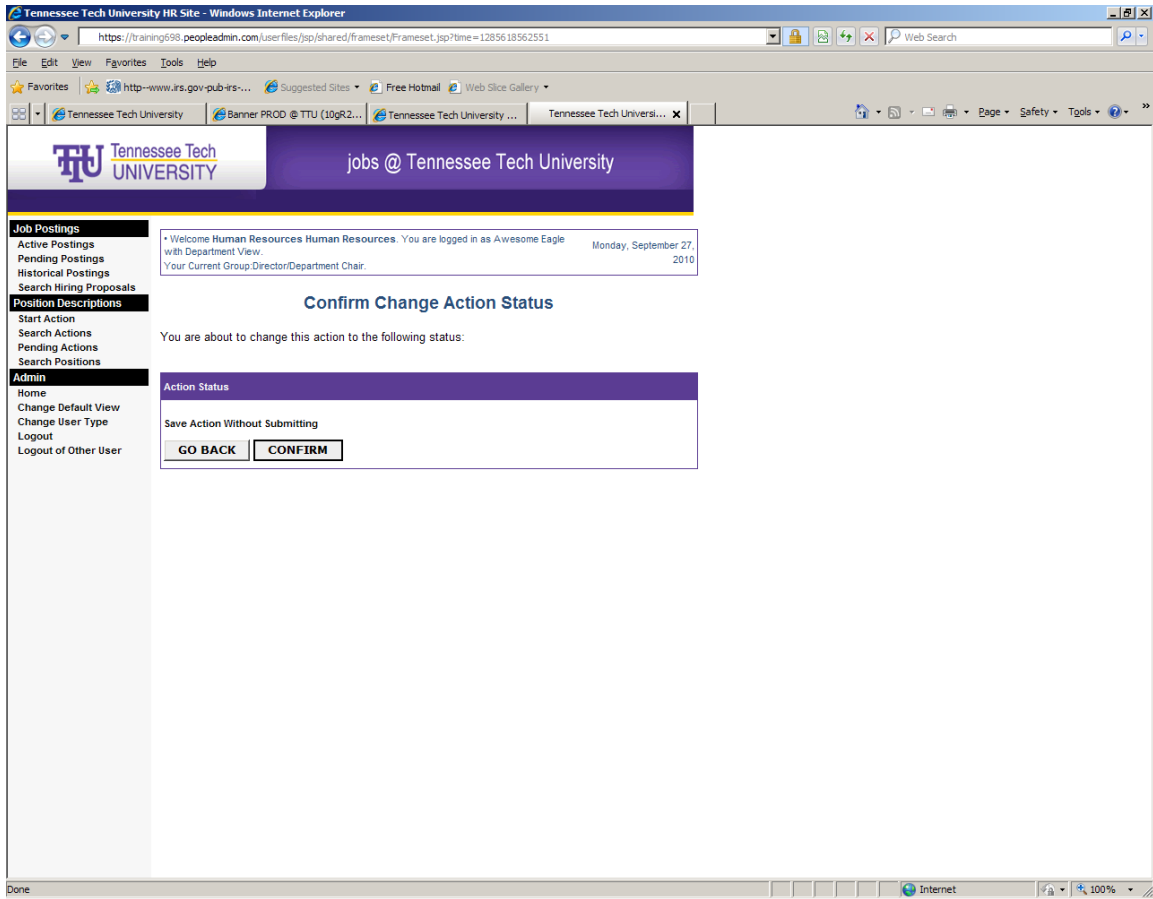 Tennessee Tech University HR Site - Windows Internet Explorer
https://training698.peopleadmin.com/userfiles/jsp/shared/frameset/Frameset.jsp?time=1285618562551
Web Search
File Edit View Favorites Tools Help
Favorites http--www.irs.gov-pub-irs-... Suggested Sites Free Hotmail Web Slice Gallery
Tennessee Tech University Banner PROD @ TTU (10gR2... Tennessee Tech University ... Tennessee Tech Universi... Page Safety Tools
TTU Tennessee Tech
UNIVERSITY
jobs @ Tennessee Tech University
Job Postings
Active Postings
Pending Postings
Historical Postings
Search Hiring Proposals
Position Descriptions
Start Action
Search Actions
Pending Actions
Search Positions
Admin
Home
Change Default View
Change User Type
Logout
Logout of Other User
• Welcome Human Resources Human Resources. You are logged in as Awesome Eagle
with Department View.
Your Current Group:Director/Department Chair.
Monday, September 27,
2010
Confirm Change Action Status
You are about to change this action to the following status:
Action Status
Save Action Without Submitting
GO BACK CONFIRM
Done Internet 100%